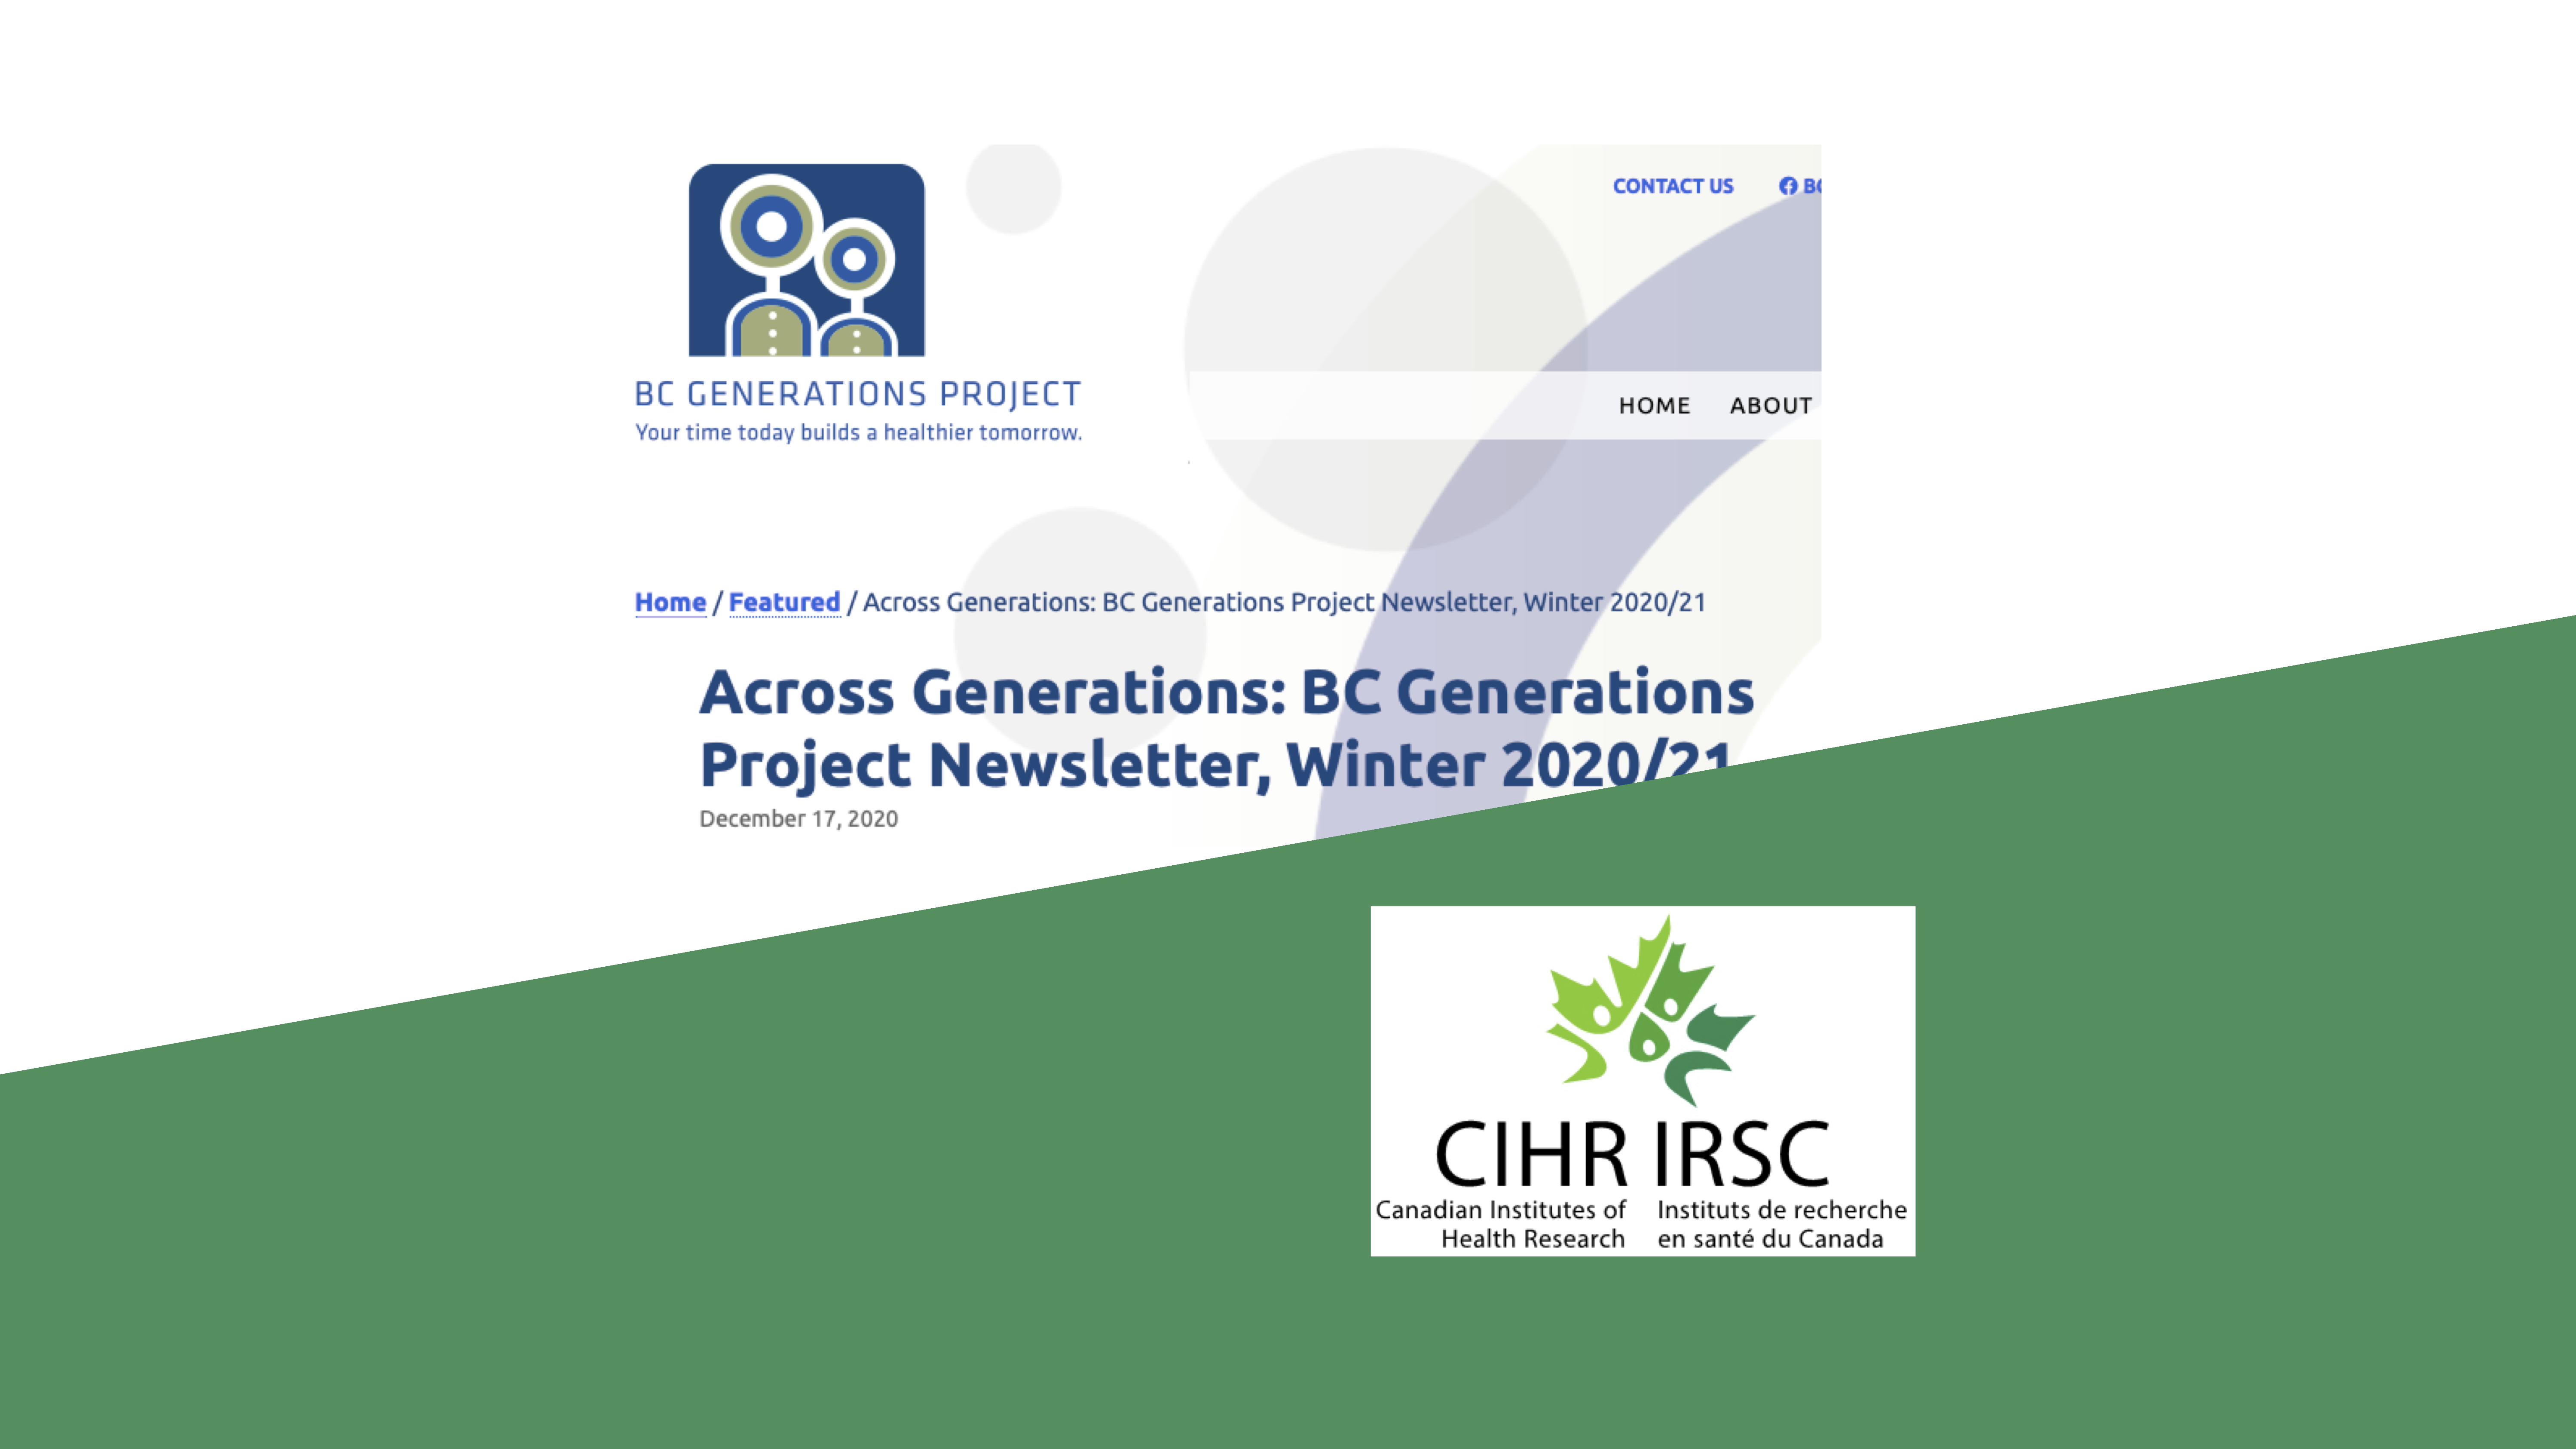 CONTACT US
BC GENERATIONS PROJECT
Your time today builds a healthier tomorrow.
HOME ABOUT
Home / Featured / Across Generations: BC Generations Project Newsletter, Winter 2020/21
Across Generations: BC Generations
Project Newsletter, Winter 2020/21
December 17, 2020
CIHR IRSC
Canadian Institutes of
Health Research
Instituts de recherche
en santé du Canada